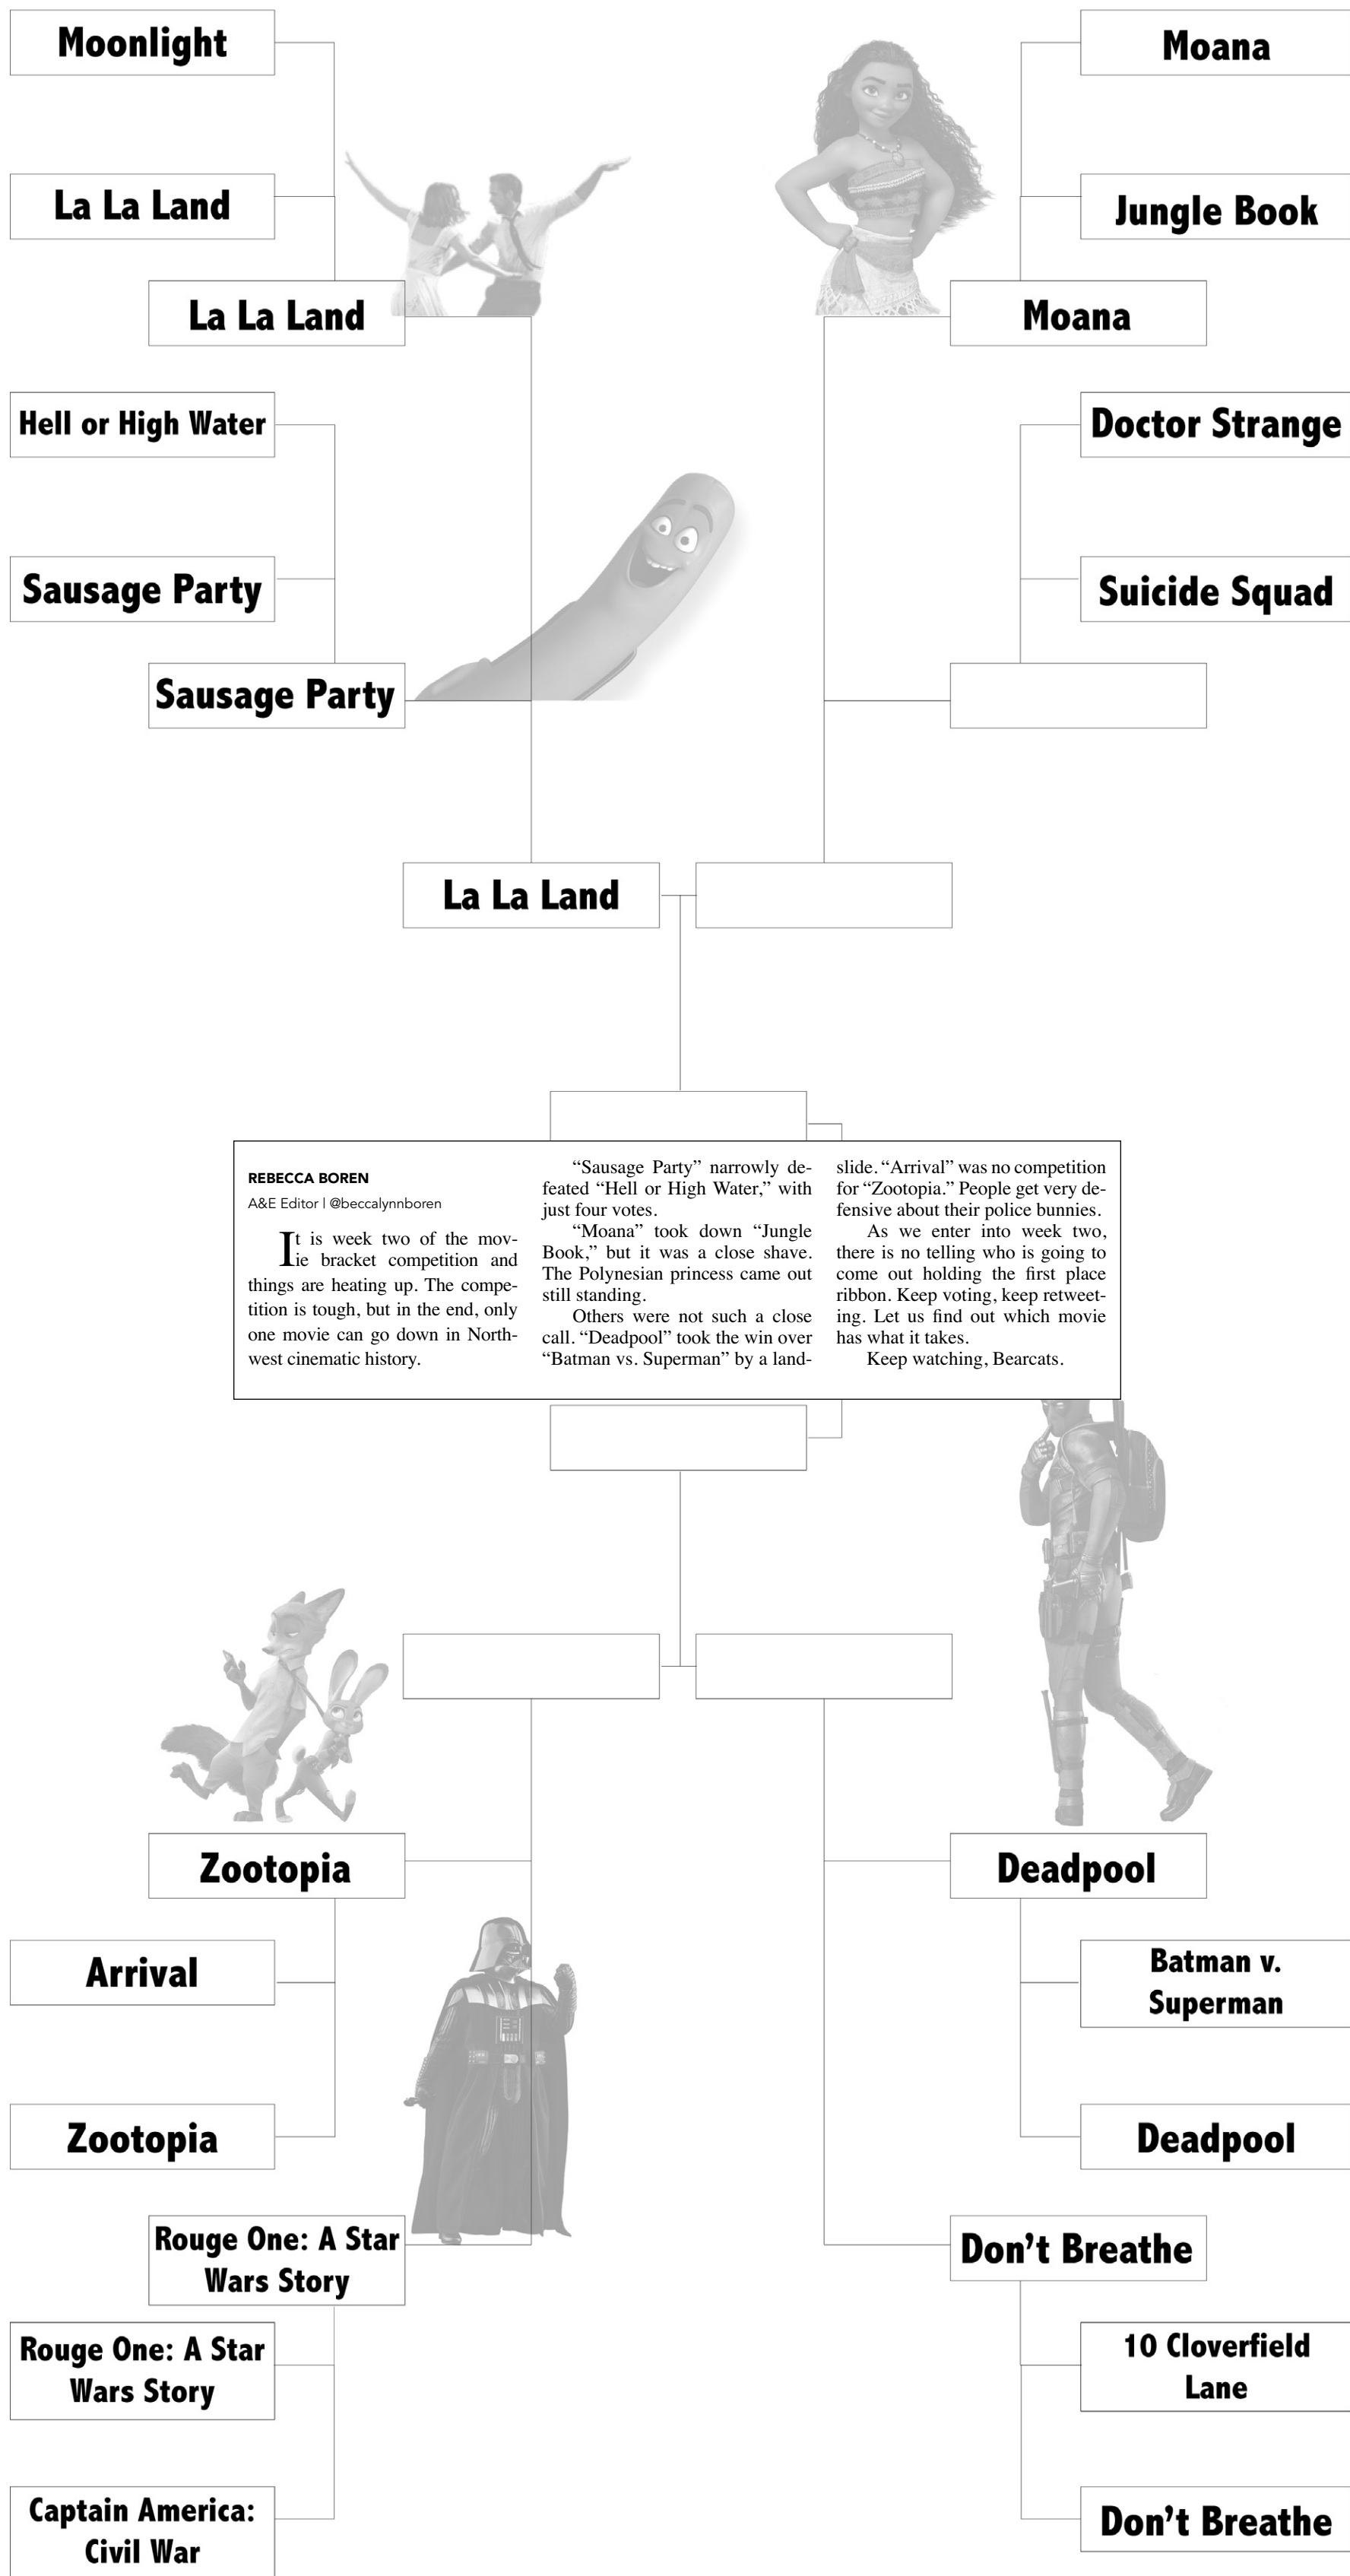 Moonlight
Moana
La La Land
Jungle Book
La La Land
Moana
Hell or High Water
Doctor Strange
Sausage Party
Suicide Squad
Sausage Party
La La Land
REBECCA BOREN
A&E Editor | @beccalynnboren
It is week two of the mov-
ie bracket competition and
things are heating up. The compe-
tition is tough, but in the end, only
one movie can go down in North-
west cinematic history.
“Sausage Party” narrowly de-
feated “Hell or High Water,” with
just four votes.
“Moana” took down “Jungle
Book,” but it was a close shave.
The Polynesian princess came out
still standing.
Others were not such a close
call. “Deadpool” took the win over
“Batman vs. Superman” by a land-
slide. “Arrival” was no competition
for “Zootopia.” People get very de-
fensive about their police bunnies.
As we enter into week two,
there is no telling who is going to
come out holding the first place
ribbon. Keep voting, keep retweet-
ing. Let us find out which movie
has what it takes.
Keep watching, Bearcats.
Zootopia
Deadpool
Arrival
Batman v.
Superman
Zootopia
Deadpool
Rouge One: A Star
Wars Story
Don’t Breathe
Rouge One: A Star
Wars Story
10 Cloverfield
Lane
Captain America:
Civil War
Don’t Breathe